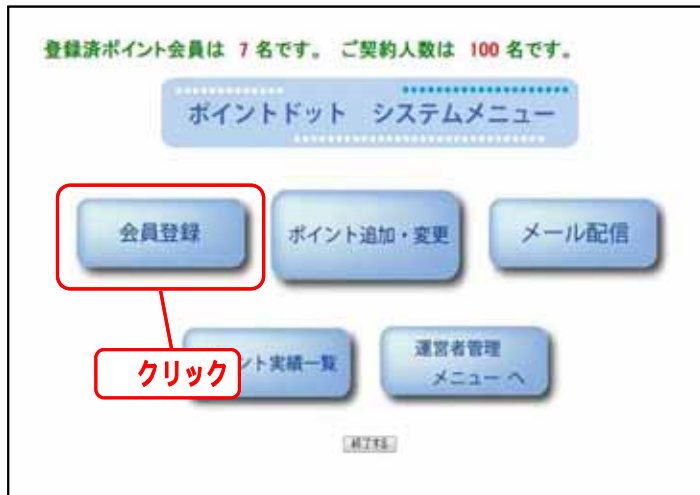 登録済ポイント会員は 7 名です。 ご契約人数は 100 名です。
ポイントドット システムメニュー
会員登録
ポイント追加・変更
メール配信
クリック
ント実績一覧
運営者管理
メニュー へ
終了する